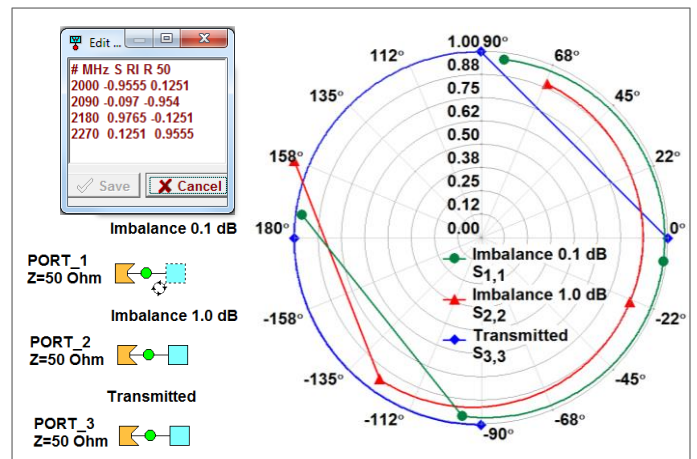 Edit ...
# MHz S RI R 50
2000 -0.9555 0.1251
2090 -0.097 -0.954
2180 0.9765 -0.1251
2270 0.1251 0.9555
Save
Cancel
Imbalance 0.1 dB
PORT_1
Z=50 Ohm
Imbalance 1.0 dB
PORT_2
Z=50 Ohm
Transmitted
PORT_3
Z=50 Ohm
1.00
0.88
0.75
0.62
0.50
0.38
0.25
0.12
0.00
90°
68°
45°
22°
0°
-22°
-45°
-68°
-90°
-112°
-135°
-158°
180°
158°
135°
112°
Imbalance 0.1 dB
S1,1
Imbalance 1.0 dB
S2,2
Transmitted
S3,3